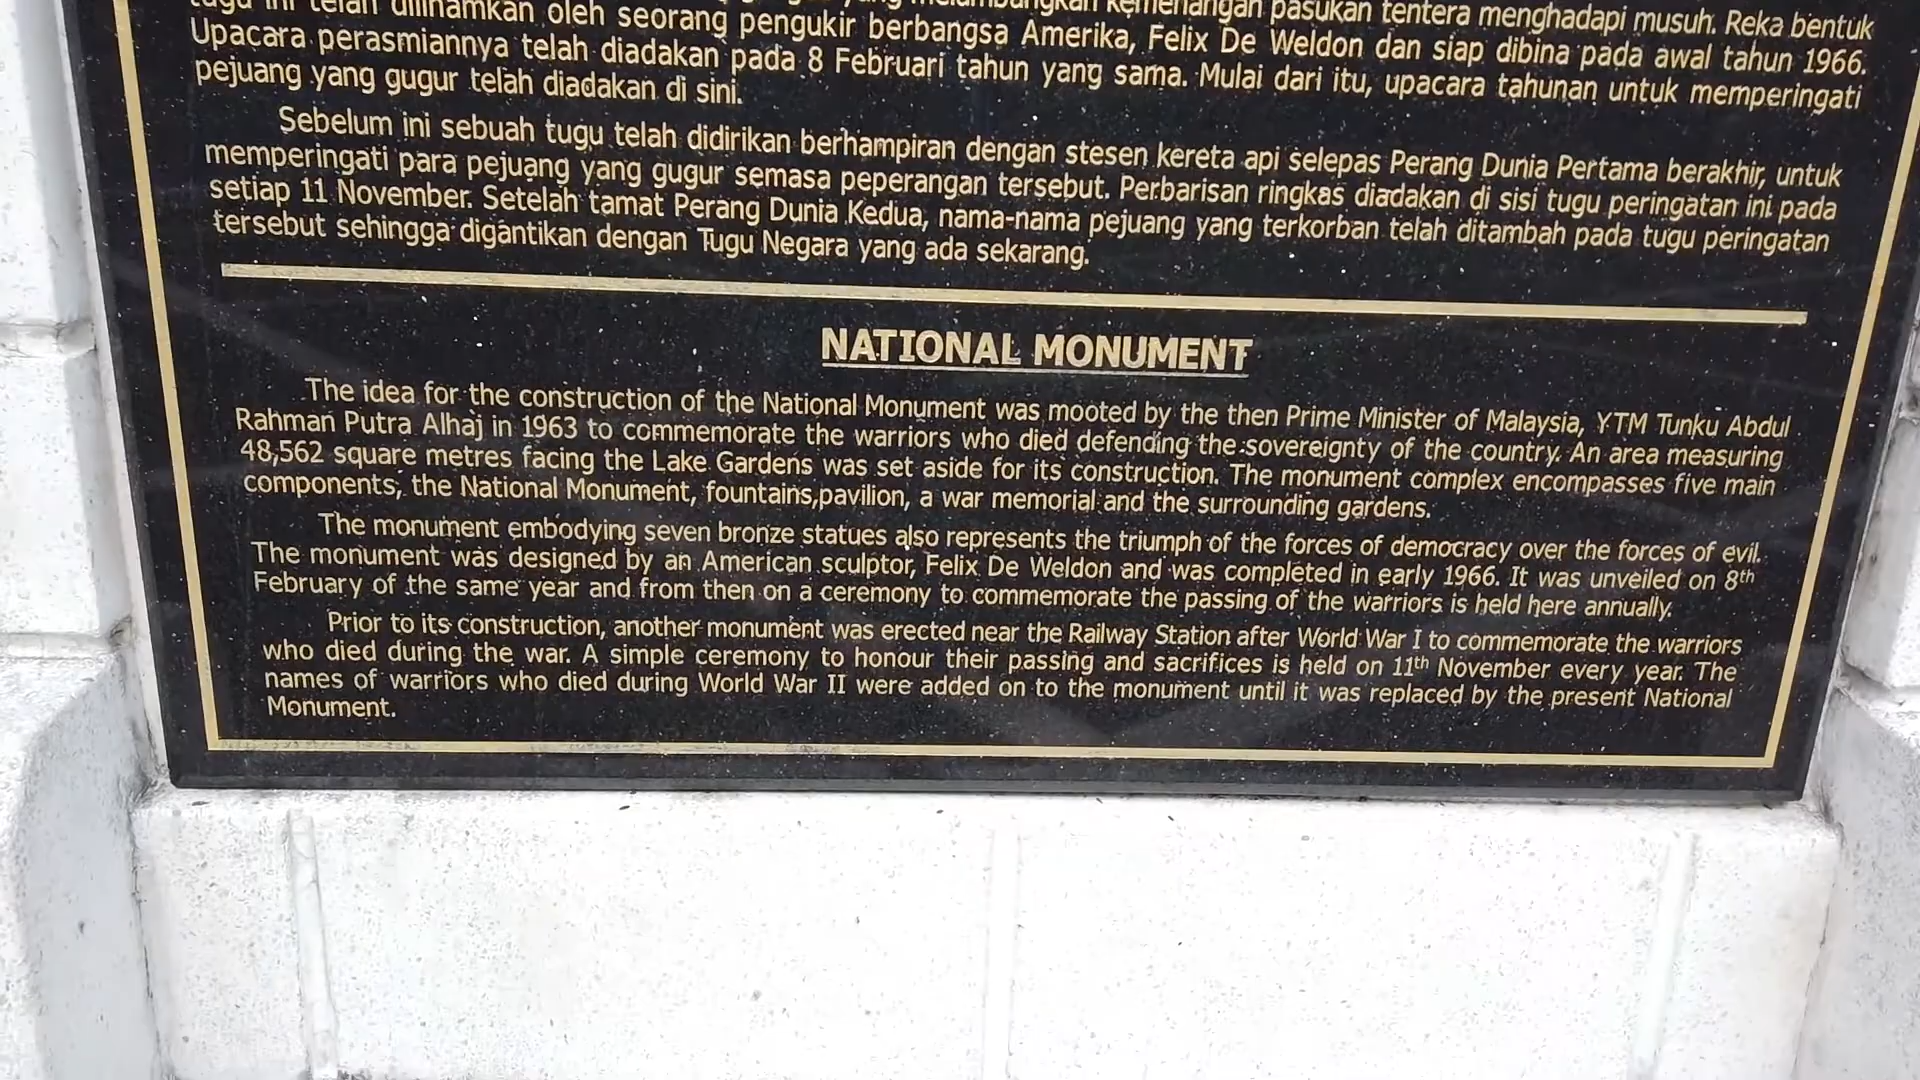 tugu ini telah diilhamkan oleh seorang pengukir berbangsa Amerika, Felix De Weldon dan siap dibina pada awal tahun 1966.
melambangkan kemenangan pasukan tentera menghadapi musuh. Reka bentuk
Upacara perasmiannya telah diadakan pada 8 Februari tahun yang sama. Mulai dari itu, upacara tahunan untuk memperingati
pejuang yang gugur telah diadakan di sini.
Sebelum ini sebuah tugu telah didirikan berhampiran dengan stesen kereta api selepas Perang Dunia Pertama berakhir, untuk
memperingati para pejuang yang gugur semasa peperangan tersebut. Perbarisan ringkas diadakan di sisi tugu peringatan ini pada
setiap 11 November. Setelah tamat Perang Dunia Kedua, nama-nama pejuang yang terkorban telah ditambah pada tugu peringatan
tersebut sehingga digantikan dengan Tugu Negara yang ada sekarang.
NATIONAL MONUMENT
The idea for the construction of the National Monument was mooted by the then Prime Minister of Malaysia, YTM Tunku Abdul
Rahman Putra Alhaj in 1963 to commemorate the warriors who died defending the sovereignty of the country. An area measuring
48,562 square metres facing the Lake Gardens was set aside for its construction. The monument complex encompasses five main
components, the National Monument, fountains,pavilion, a war memorial and the surrounding gardens.
The monument embodying seven bronze statues also represents the triumph of the forces of democracy over the forces of evil.
The monument was designed by an American sculptor, Felix De Weldon and was completed in early 1966. It was unveiled on 8th
February of the same year and from then on a ceremony to commemorate the passing of the warriors is held here annually.
Prior to its construction, another monument was erected near the Railway Station after World War I to commemorate the warriors
who died during the war. A simple ceremony to honour their passing and sacrifices is held on 11th November every year. The
names of warriors who died during World War II were added on to the monument until it was replaced by the present National
Monument.